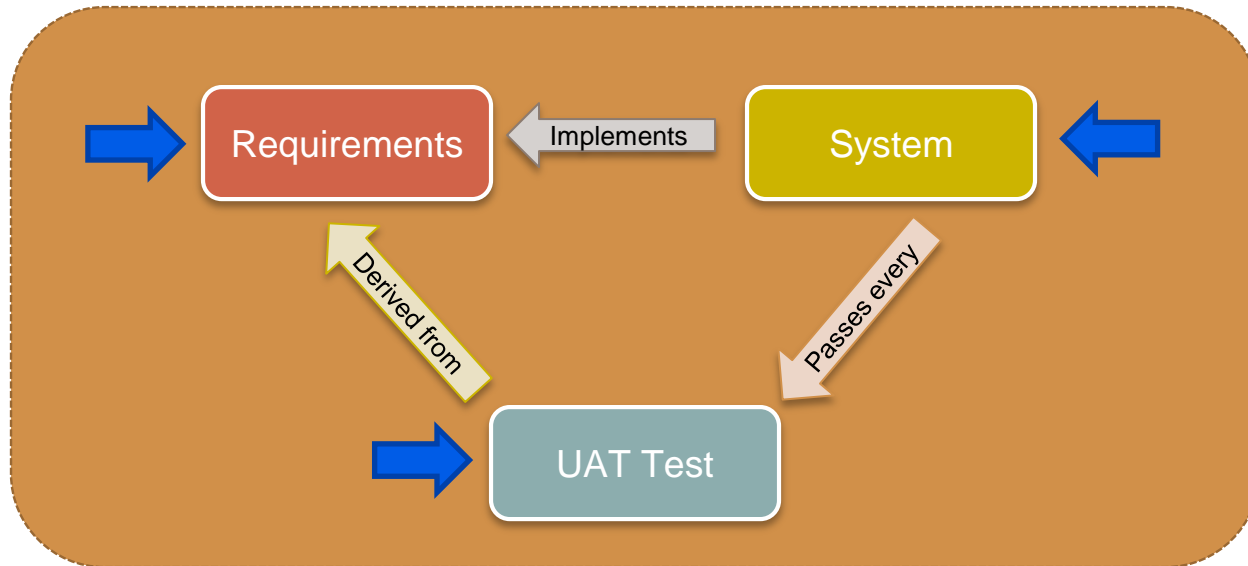 Requirements
Implements
System
Derived from
Passes every
UAT Test